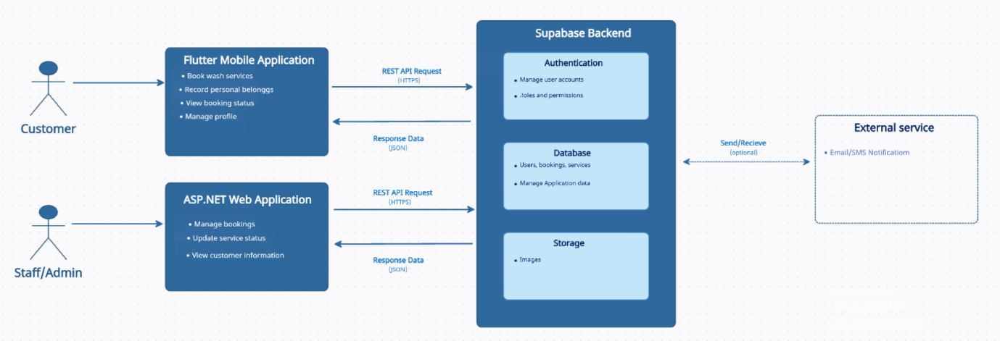 Customer
Flutter Mobile Application
• Book wash services
• Record personal belonggs
• View booking status
• Manage profile
REST API Request
(HTTPS)
Response Data
(JSON)
Staff/Admin
ASP.NET Web Application
• Manage bookings
• Update service status
• View customer information
REST API Request
(HTTPS)
Response Data
(JSON)
Supabase Backend
Authentication
• Manage user accounts
• Roles and permissions
Database
• Users, bookings, services
• Manage Application data
Storage
• Images
Send/Recieve
(optional)
External service
• Email/SMS Notificatiom